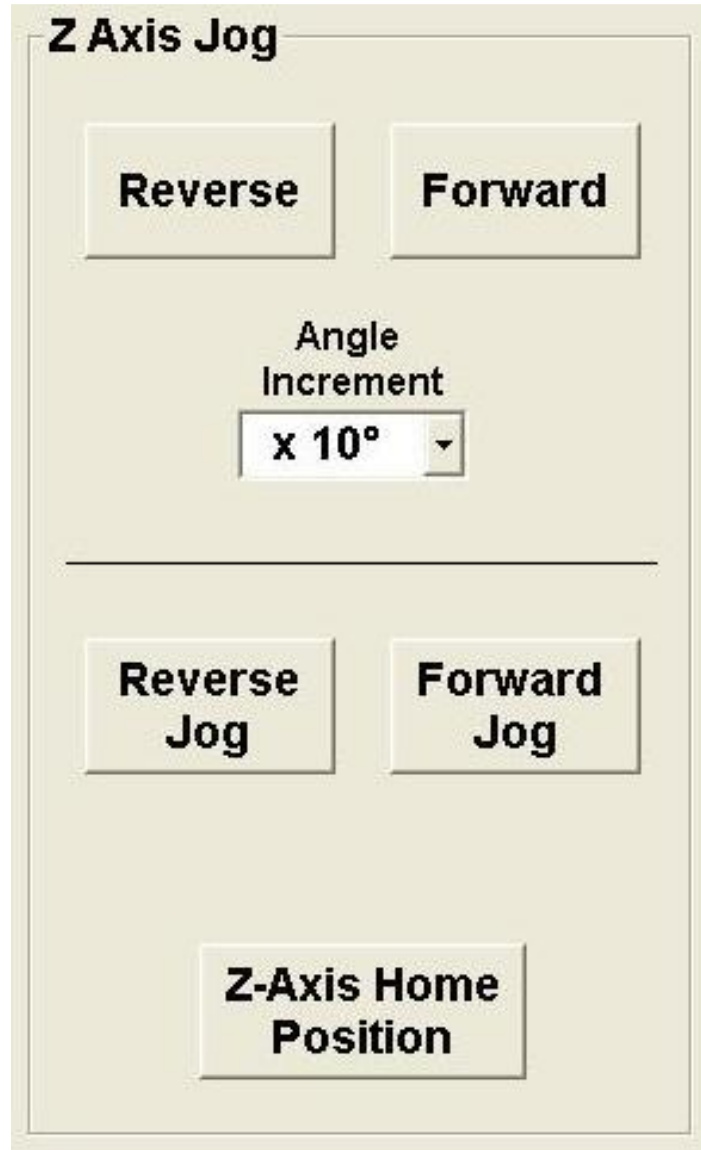 Z Axis Jog
Reverse
Forward
Angle
Increment
x 10°
Reverse
Jog
Forward
Jog
Z-Axis Home
Position